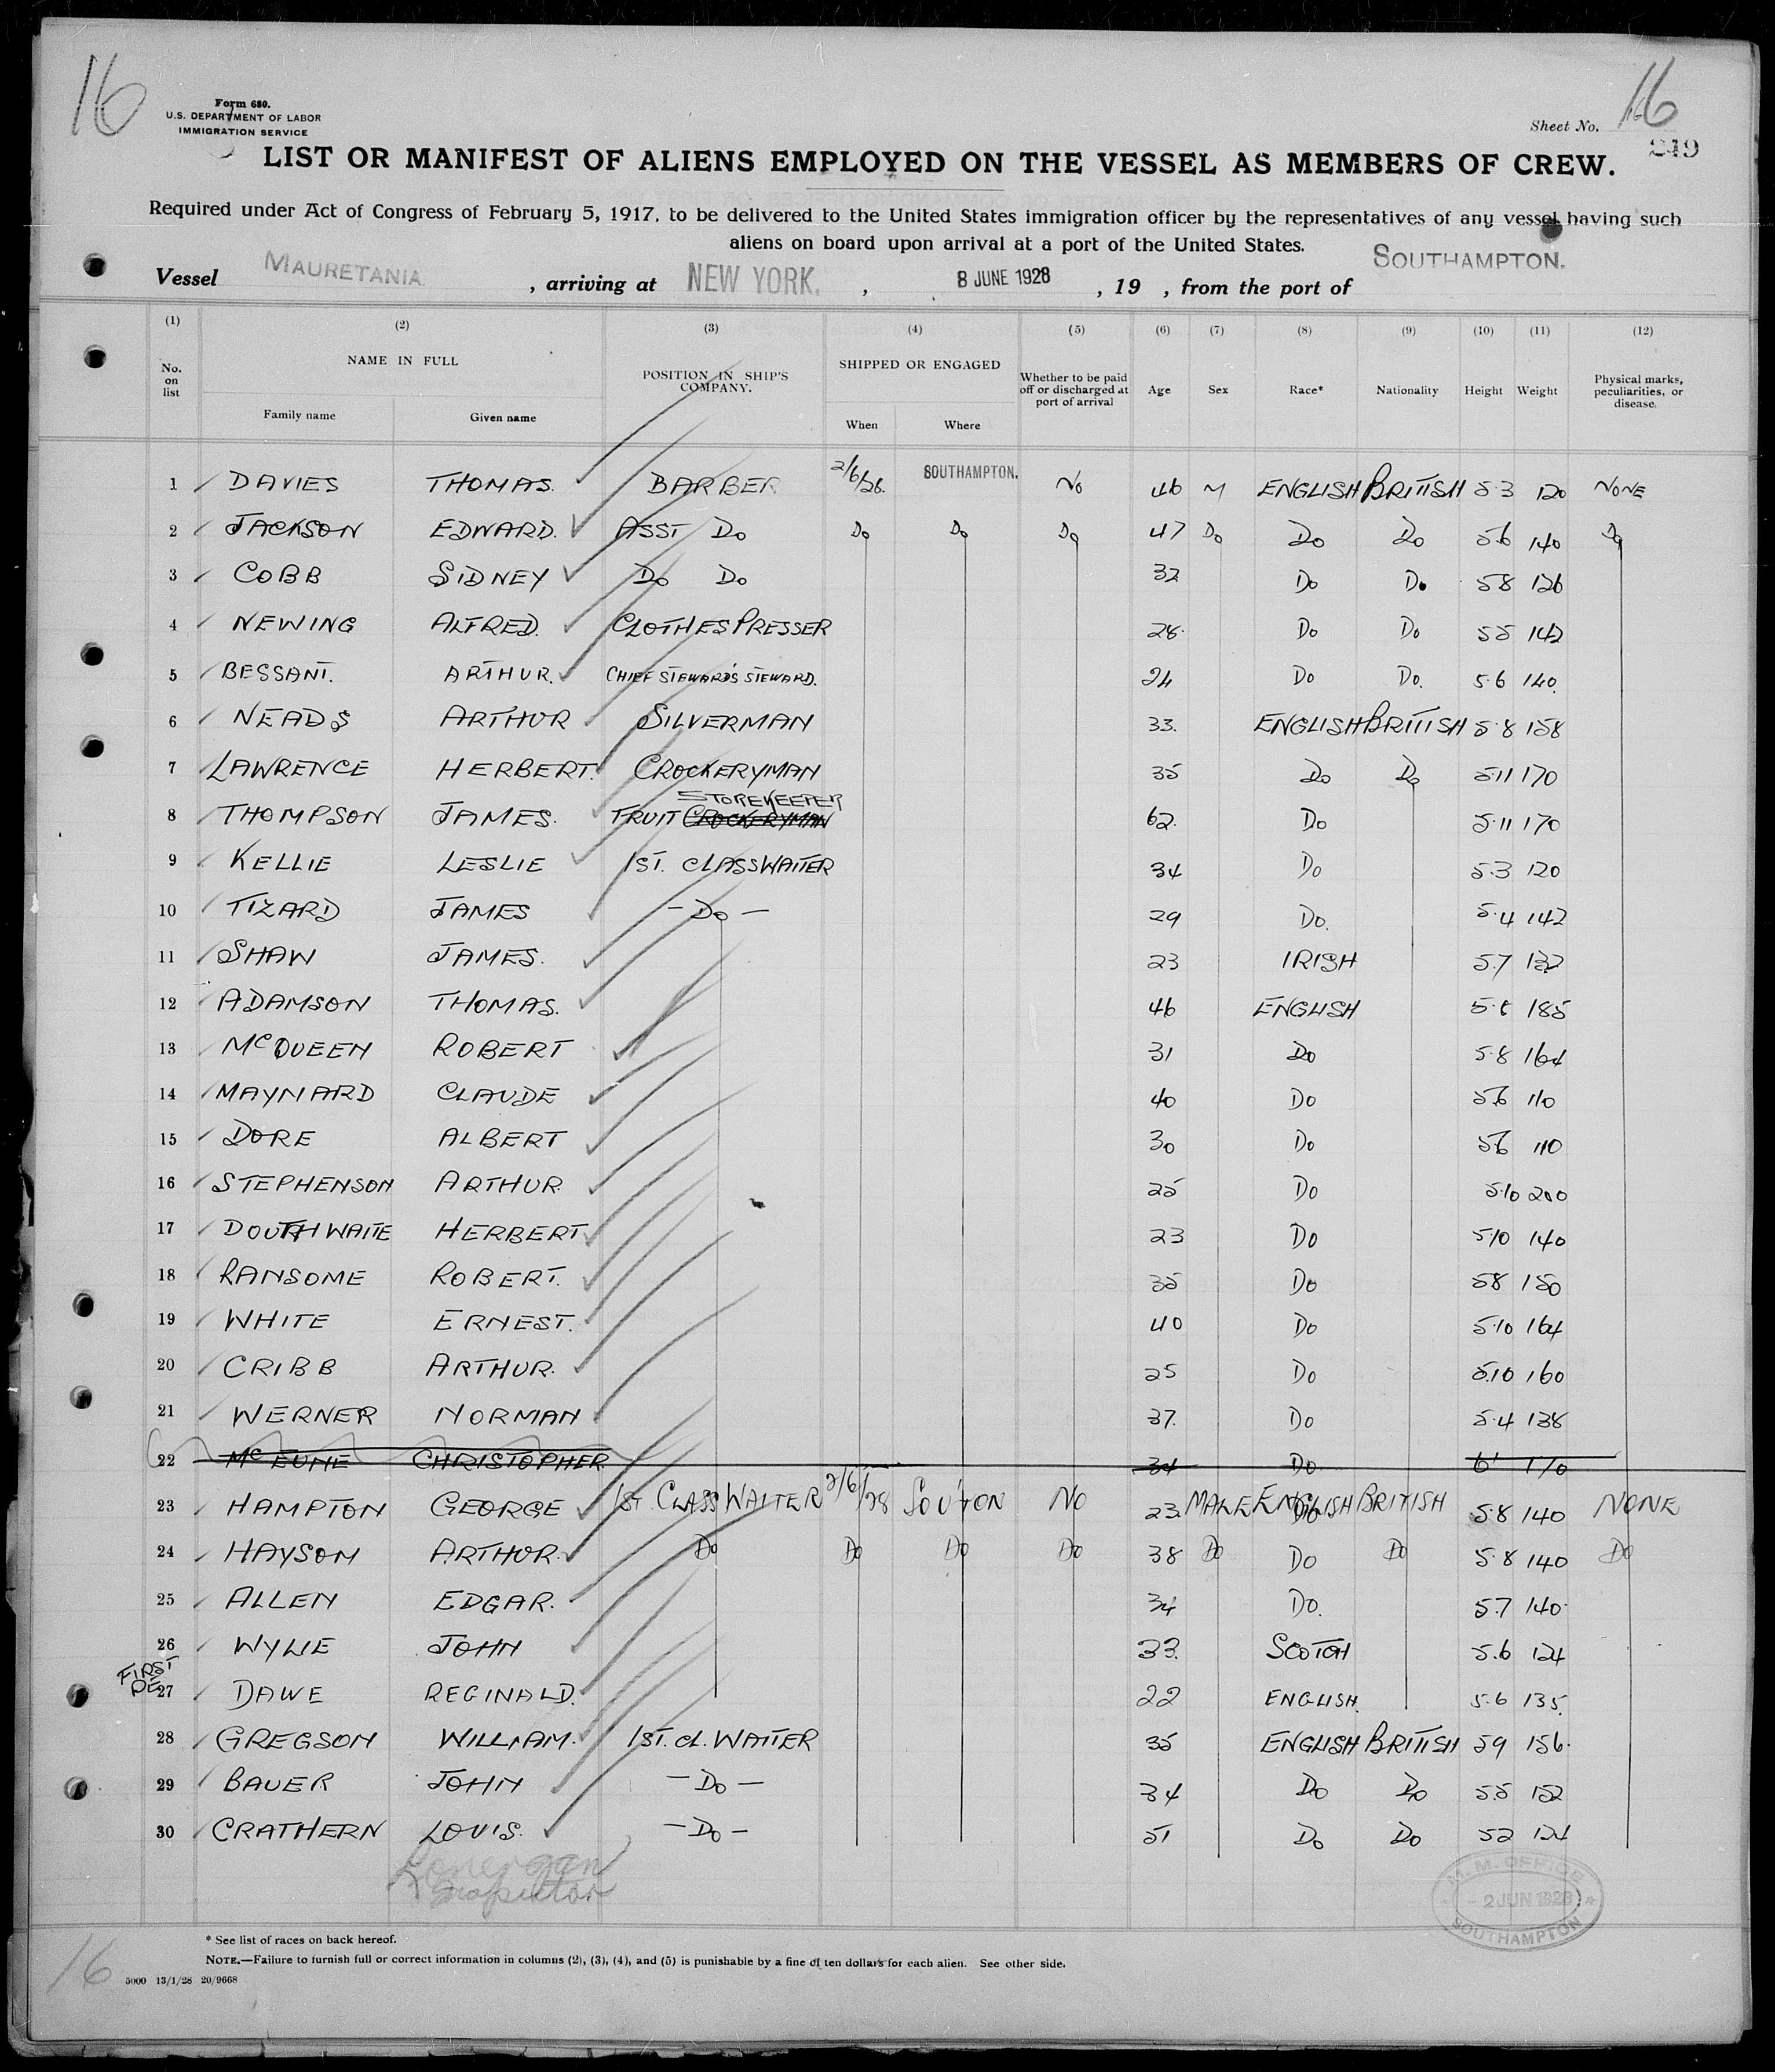 16
Form 680.
U.S. DEPARTMENT OF LABOR
IMMIGRATION SERVICE
Sheet No. 16
249
LIST OR MANIFEST OF ALIENS EMPLOYED ON THE VESSEL AS MEMBERS OF CREW.
Required under Act of Congress of February 5, 1917, to be delivered to the United States immigration officer by the representatives of any vessel having such
aliens on board upon arrival at a port of the United States.
Vessel MAURETANIA, arriving at NEW YORK., 8 JUNE 1928, 19 , from the port of SOUTHAMPTON.
(1) (2) (3) (4) (5) (6) (7) (8) (9) (10) (11) (12)
No. on list NAME IN FULL POSITION IN SHIP'S COMPANY. SHIPPED OR ENGAGED Whether to be paid off or discharged at port of arrival Age Sex Race* Nationality Height Weight Physical marks, peculiarities, or disease.
Family name Given name When Where
1 DAVIES THOMAS. BARBER 2/6/28. SOUTHAMPTON. No 46 M ENGLISH BRITISH 5.3 120 NONE
2 JACKSON EDWARD. ASST Do Do Do Do 47 Do Do Do 5.6 140 Do
3 COBB SIDNEY Do Do 32 Do Do 5 8 126
4 NEWING ALFRED. CLOTHES PRESSER 28. Do Do 5 5 142
5 BESSANT. ARTHUR. CHIEF STEWARD'S STEWARD. 24 Do Do. 5.6 140.
6 NEADS ARTHUR SILVERMAN 33. ENGLISH BRITISH 5.8 158
7 LAWRENCE HERBERT. CROCKERYMAN 35 Do Do 5.11 170
STOREKEEPER
8 THOMPSON JAMES. FRUIT CROCKERYMAN 62. Do 5.11 170
9 KELLIE LESLIE 1ST. CLASS WAITER 34 Do 5.3 120
10 TIZARD JAMES — Do — 29 Do. 5.4 142
11 SHAW JAMES. 23 IRISH 5.7 132
12 ADAMSON THOMAS. 46 ENGLISH 185
13 McQUEEN ROBERT 31 Do 5.8 164
14 MAYNARD CLAUDE 40 Do 5.6 110
15 DORE ALBERT 30 Do 5.6 110
16 STEPHENSON ARTHUR. 25 Do 5.10 200
17 DOUTHWAITE HERBERT 23 Do 5.10 140
18 RANSOME ROBERT. 35 Do 5 8 150
19 WHITE ERNEST. 40 Do 5.10 164
20 CRIBB ARTHUR. 25 Do 5.10 160
21 WERNER NORMAN 37. Do 5.4 138
22 McEUNE CHRISTOPHER 34 Do 6' 170
23 HAMPTON GEORGE 1ST. CLASS WAITER 2/6/28 SOU'TON NO 23. MALE ENGLISH BRITISH 5.8 140 NONE
24 HAYSOM ARTHUR. Do Do Do Do 38 Do Do Do 5.8 140 Do
25 ALLEN EDGAR. 34 Do. 5.7 140.
26 WYLIE JOHN 33. SCOTCH 5.6 124
FIRST
27 DAWE REGINALD. 22 ENGLISH. 5.6 135.
28 GREGSON WILLIAM. 1ST. cl. WAITER 35 ENGLISH BRITISH 5 9 156.
29 BAUER JOHN — Do — 34 Do Do 5.5 152
30 CRATHERN LOUIS. — Do — 51 Do Do 5 2 124
Lonergan
Inspector
M.M. OFFICE
- 2 JUN 1928
SOUTHAMPTON
* See list of races on back hereof.
NOTE.—Failure to furnish full or correct information in columns (2), (3), (4), and (5) is punishable by a fine of ten dollars for each alien. See other side.
5000 13/1/28 20/9668
16